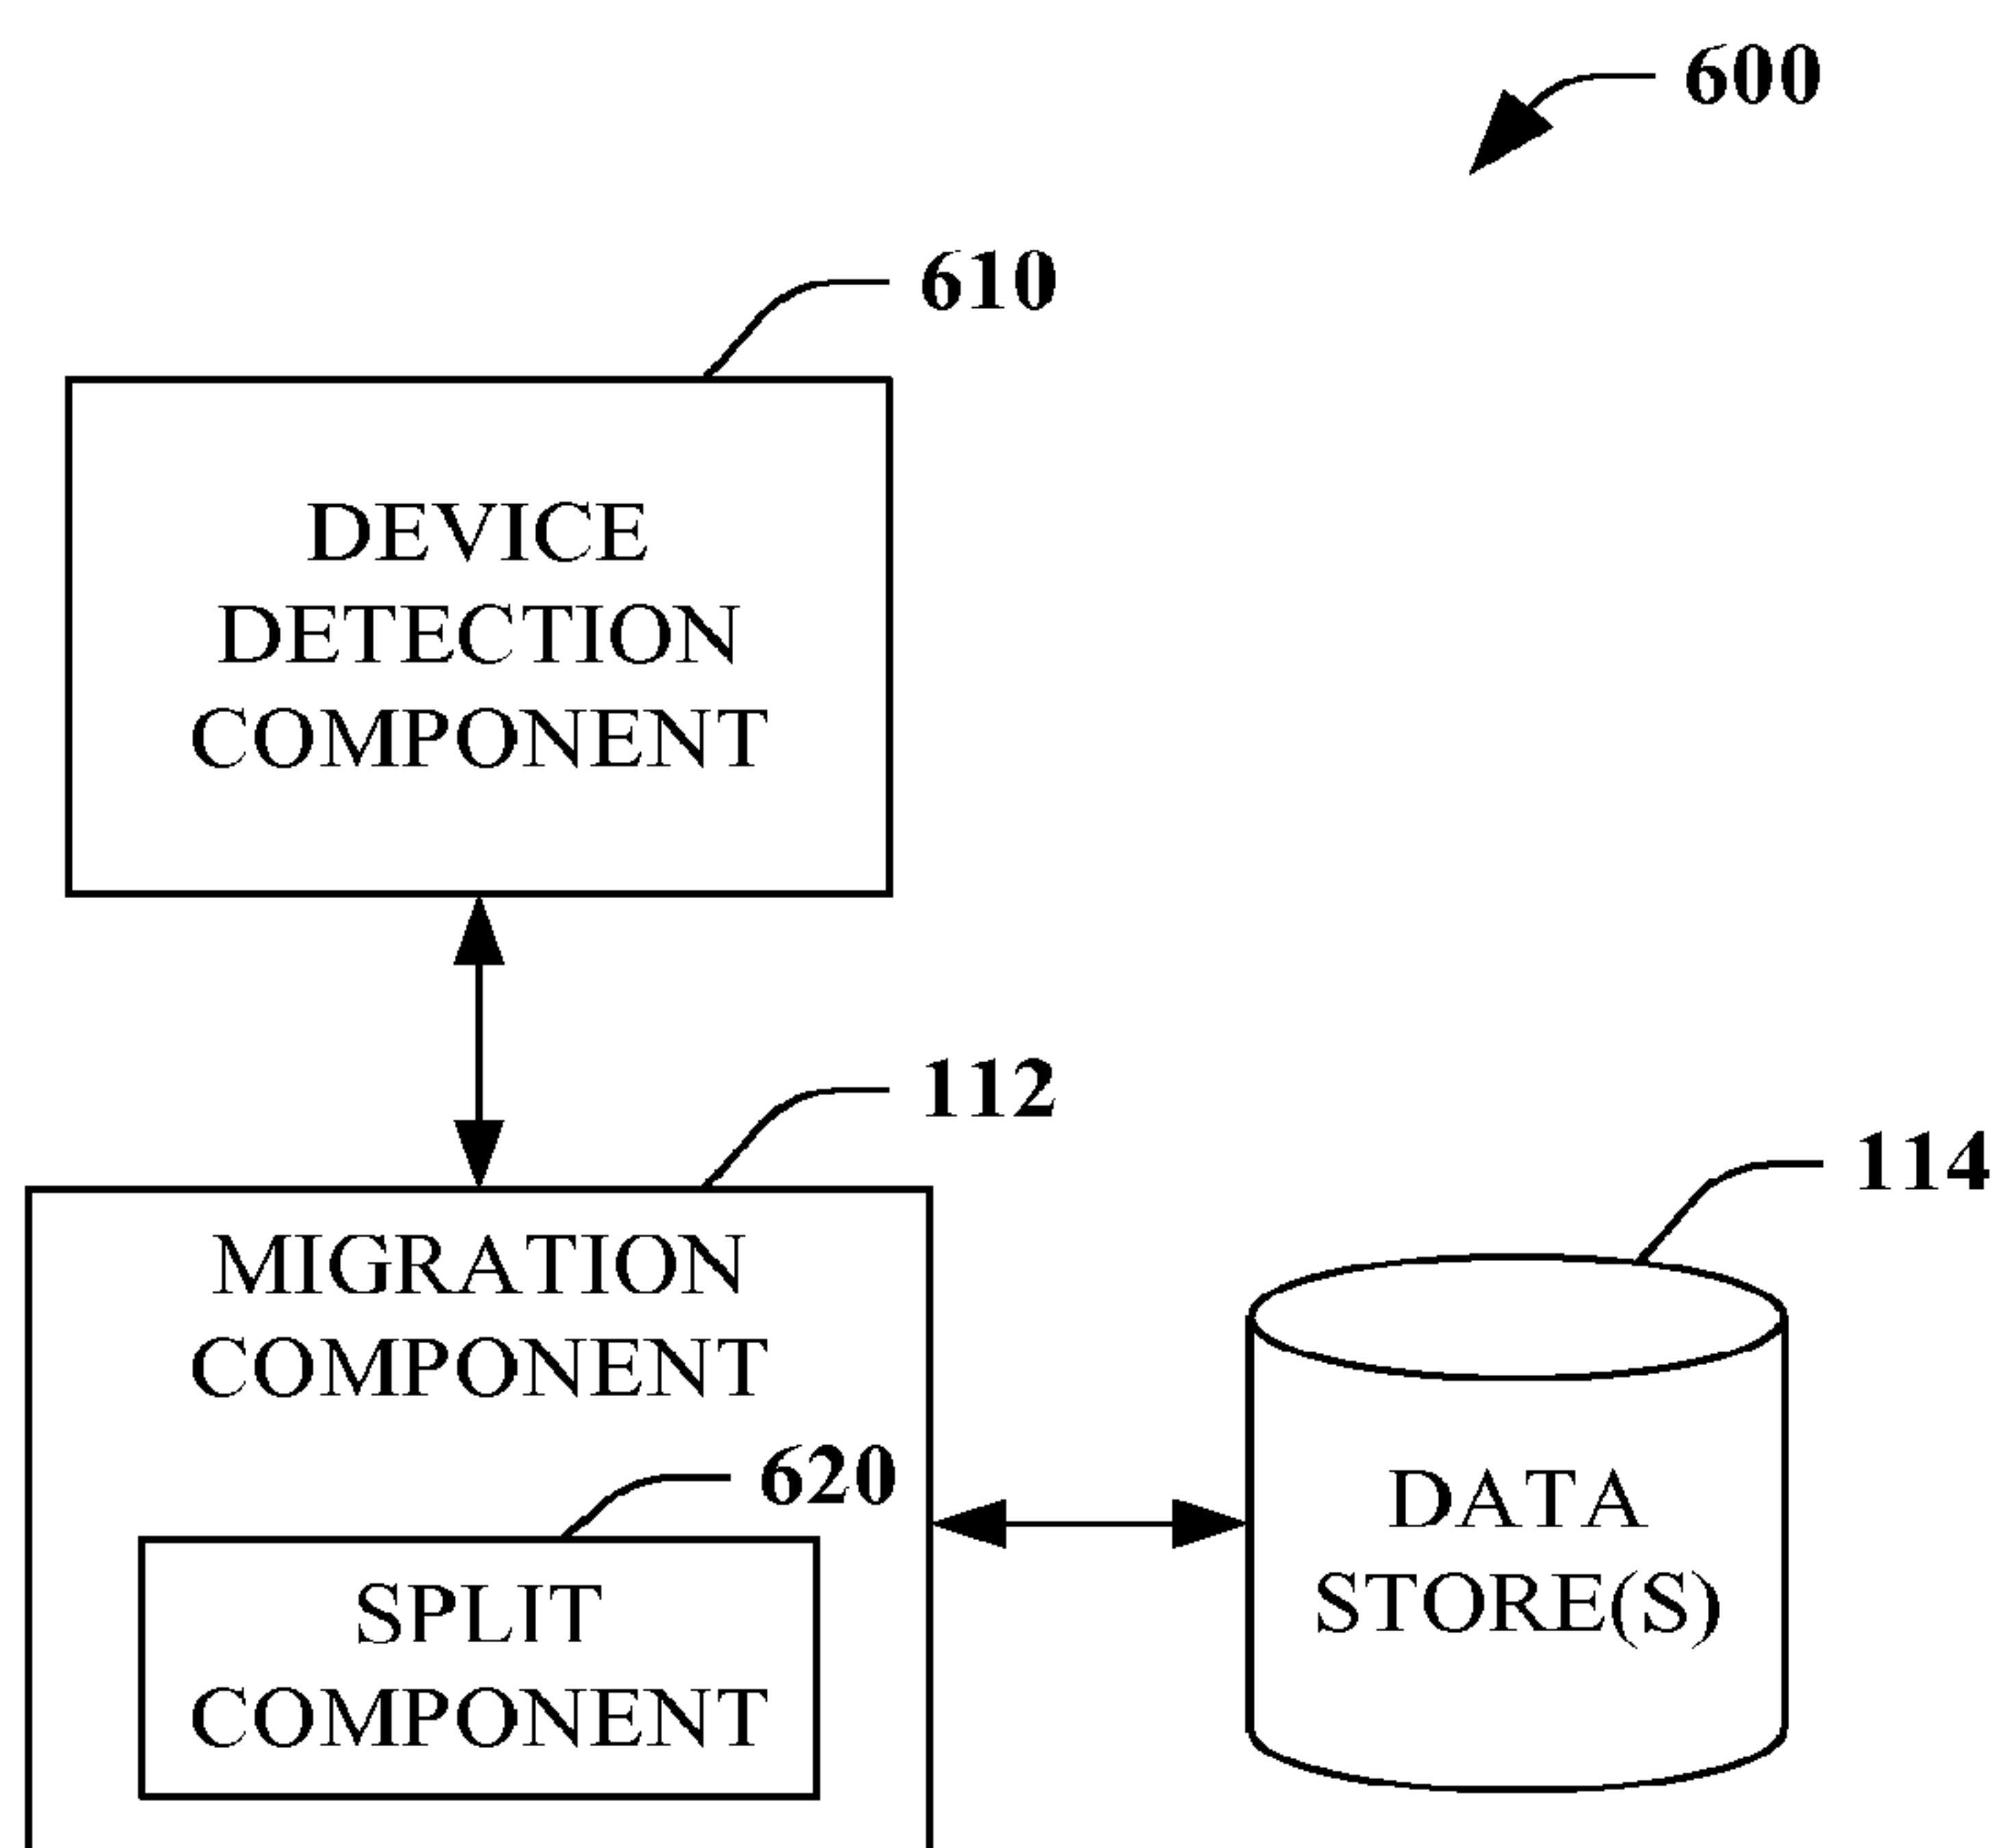 600
610
DEVICE
DETECTION
COMPONENT
112
114
MIGRATION
COMPONENT
620
DATA
STORE(S)
SPLIT
COMPONENT